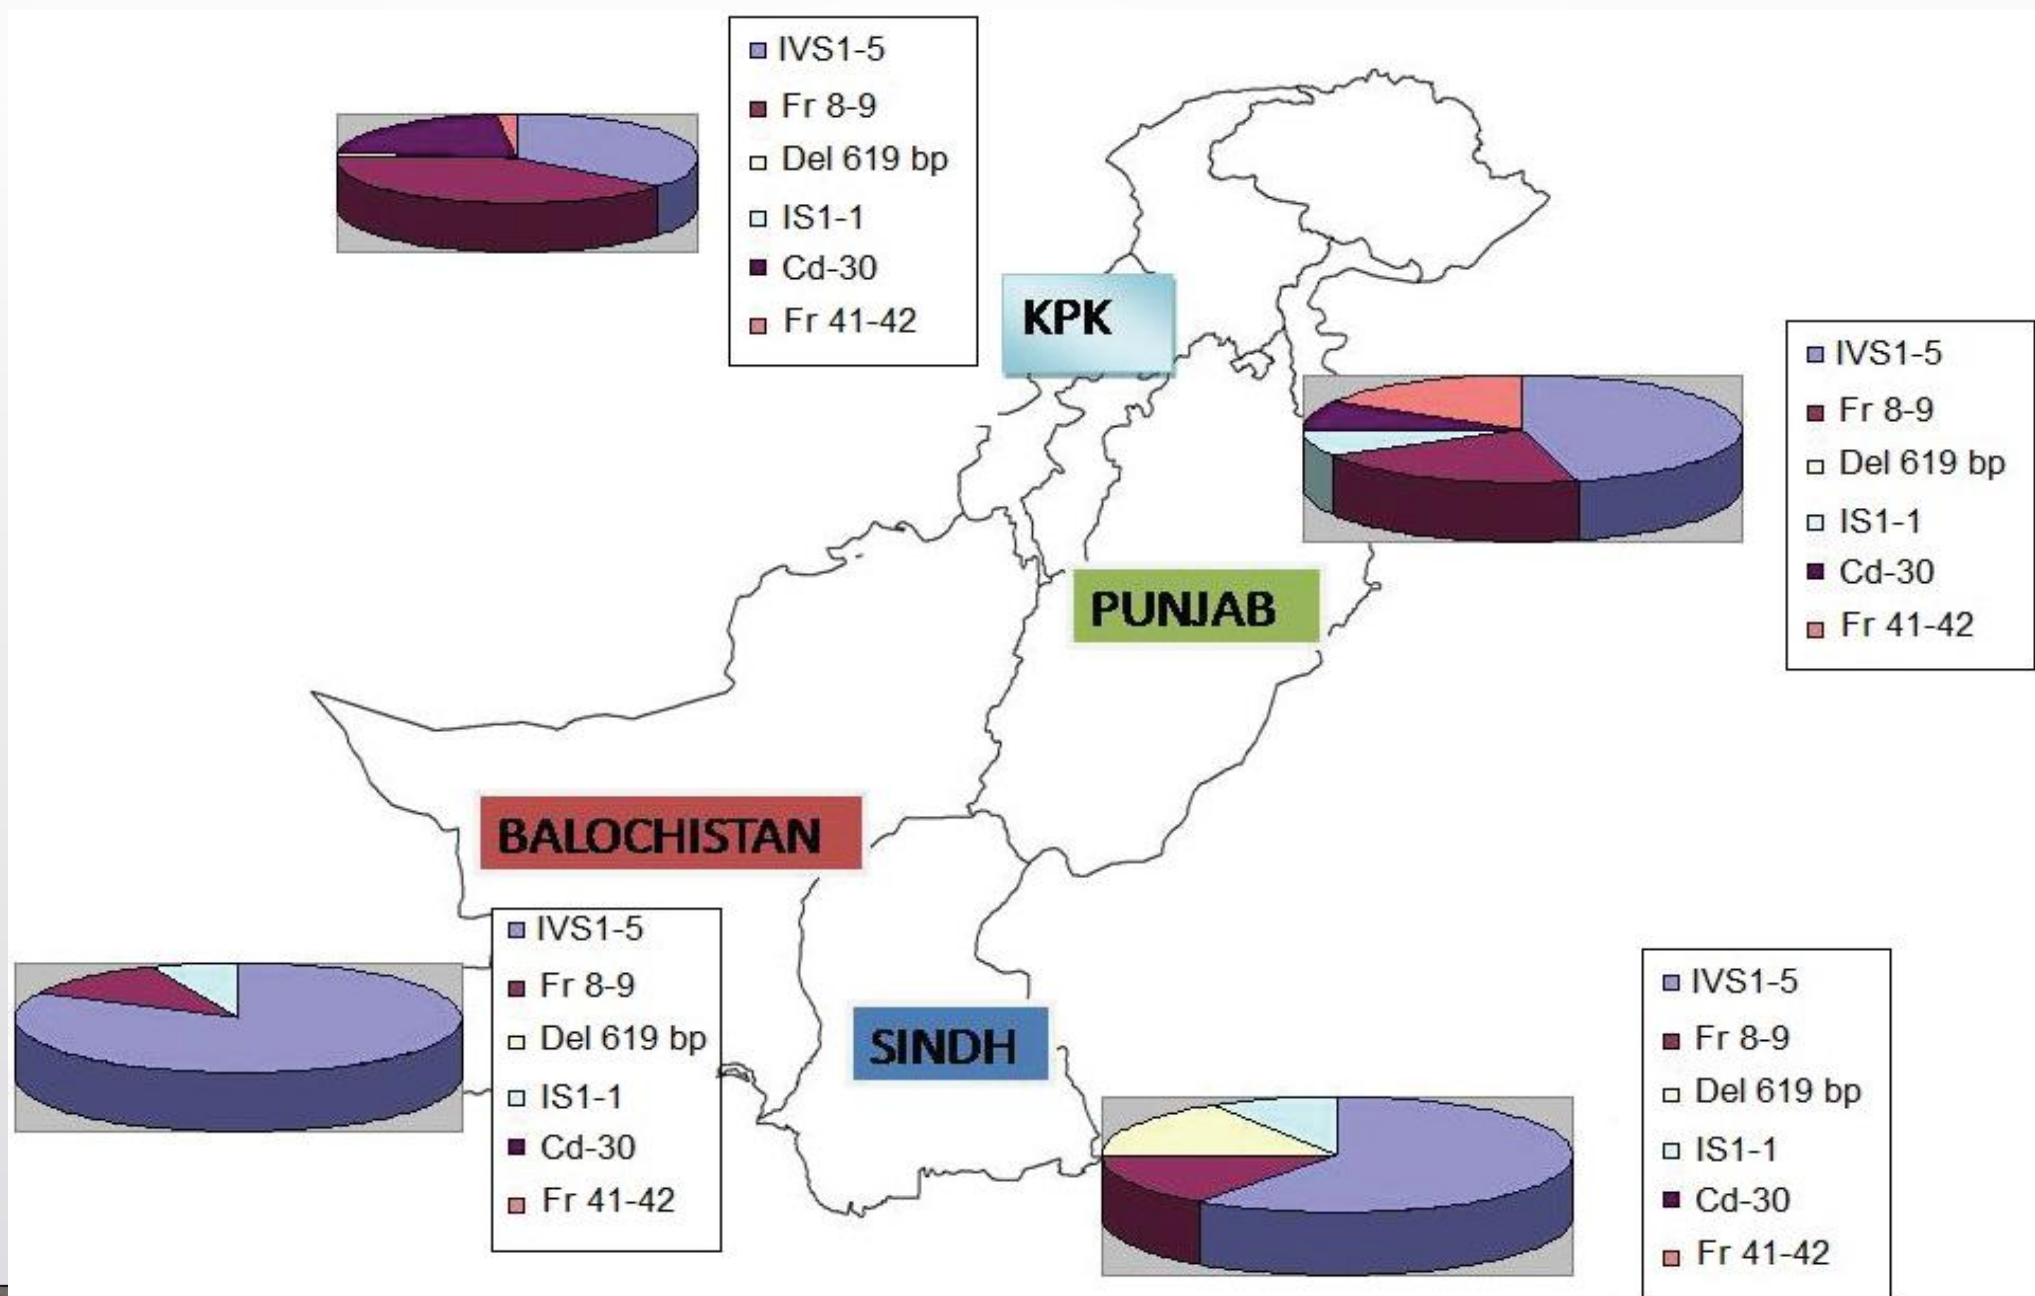 IVS1-5
Fr 8-9
Del 619 bp
IS1-1
Cd-30
Fr 41-42
KPK
IVS1-5
Fr 8-9
Del 619 bp
IS1-1
Cd-30
Fr 41-42
PUNJAB
BALOCHISTAN
IVS1-5
Fr 8-9
Del 619 bp
IS1-1
Cd-30
Fr 41-42
SINDH
IVS1-5
Fr 8-9
Del 619 bp
IS1-1
Cd-30
Fr 41-42